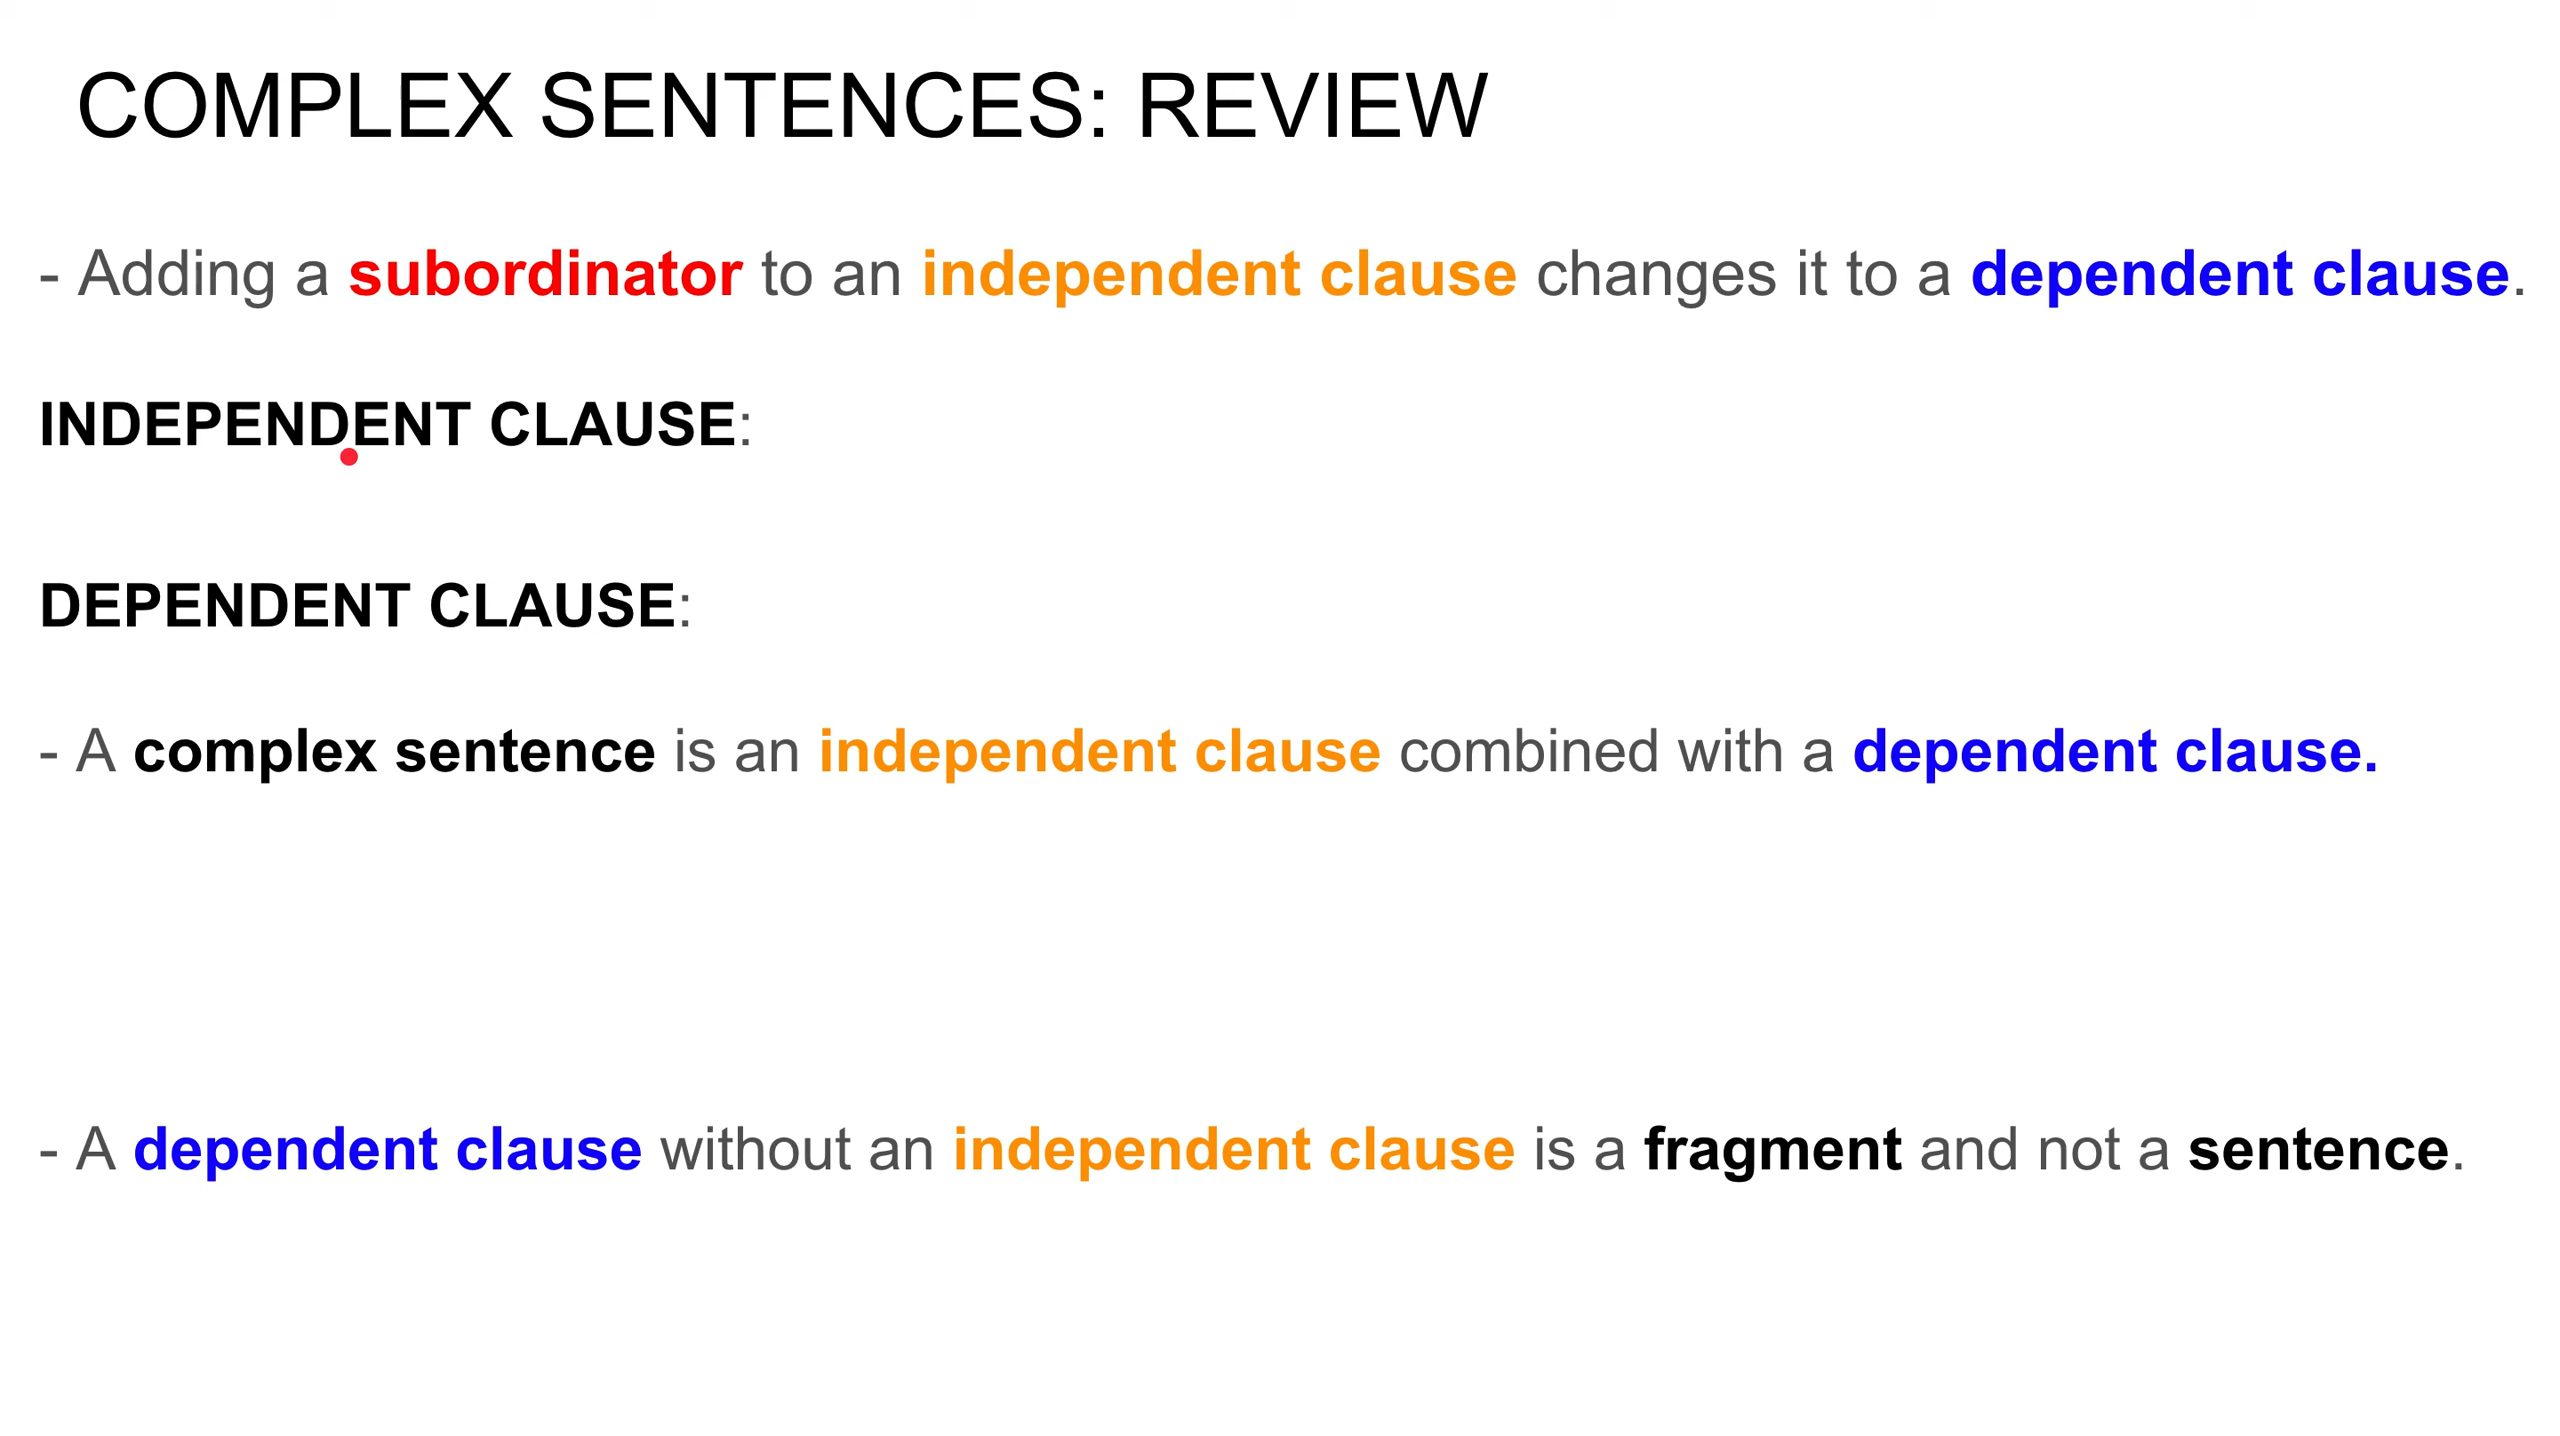 COMPLEX SENTENCES: REVIEW
- Adding a subordinator to an independent clause changes it to a dependent clause.
INDEPENDENT CLAUSE:
DEPENDENT CLAUSE:
- A complex sentence is an independent clause combined with a dependent clause.
- A dependent clause without an independent clause is a fragment and not a sentence.